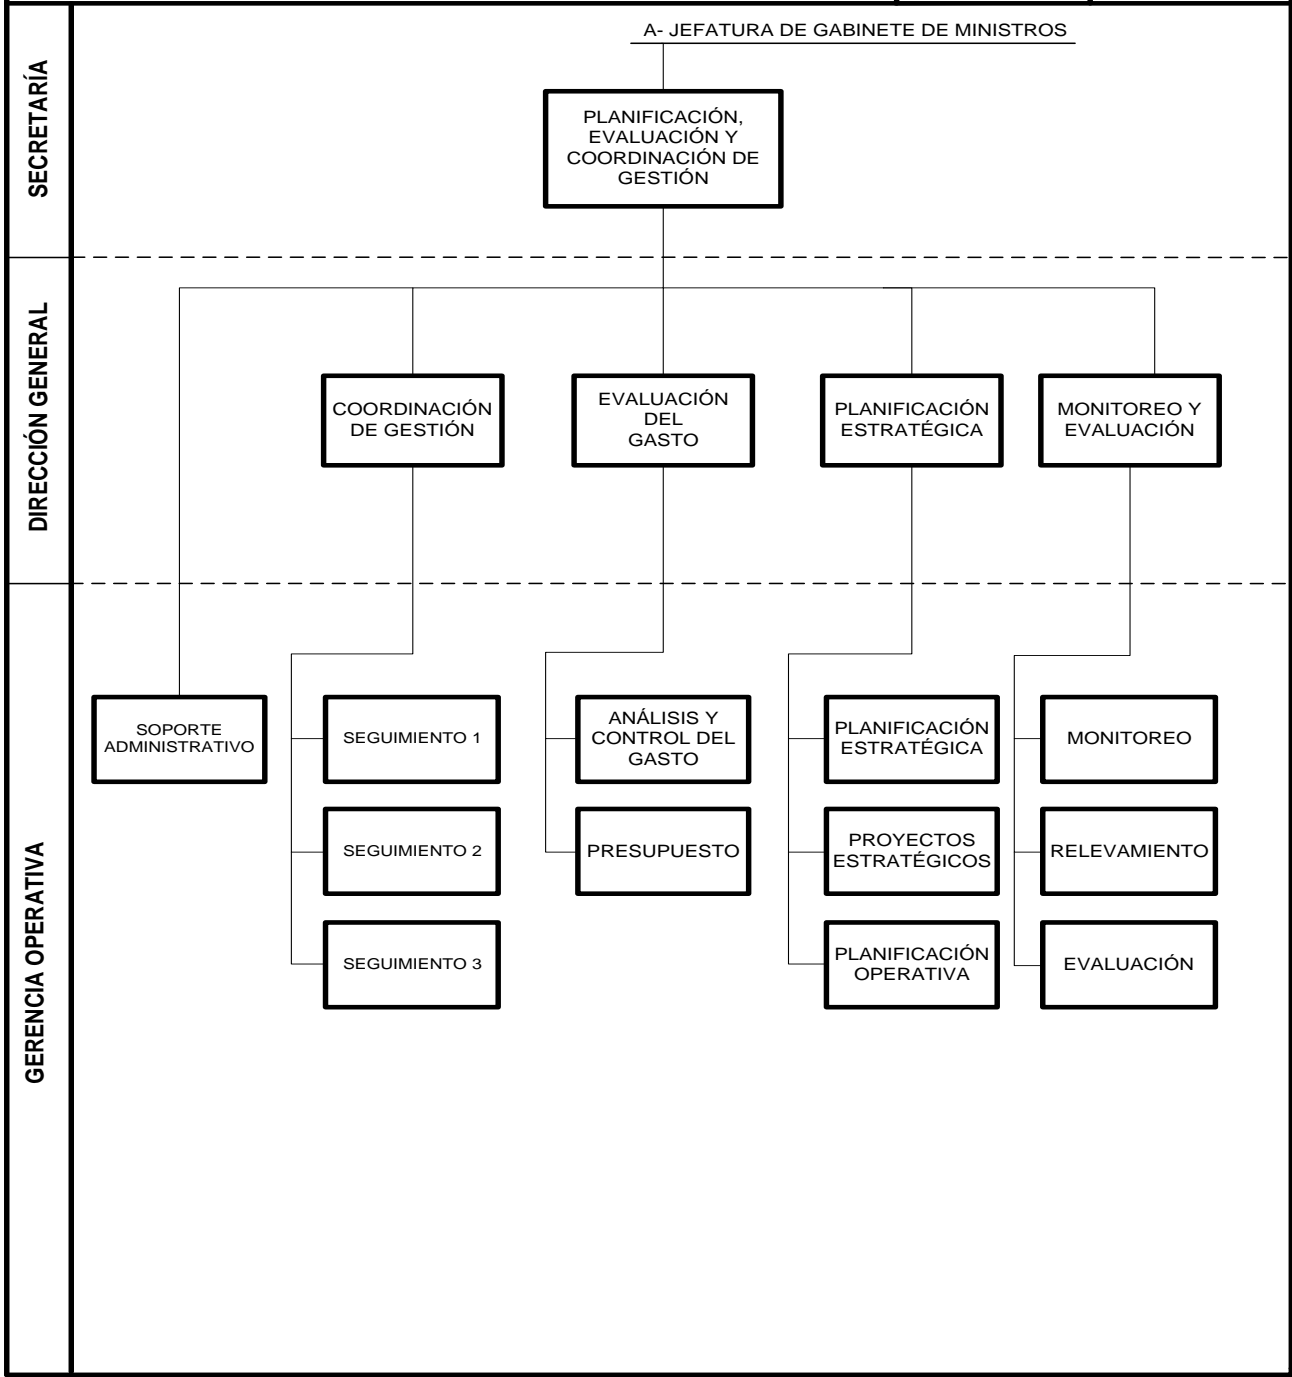 A- JEFATURA DE GABINETE DE MINISTROS
SECRETARÍA
PLANIFICACIÓN,
EVALUACIÓN Y
COORDINACIÓN DE
GESTIÓN
DIRECCIÓN GENERAL
COORDINACIÓN
DE GESTIÓN
EVALUACIÓN
DEL
GASTO
PLANIFICACIÓN
ESTRATÉGICA
MONITOREO Y
EVALUACIÓN
GERENCIA OPERATIVA
SOPORTE
ADMINISTRATIVO
SEGUIMIENTO 1
SEGUIMIENTO 2
SEGUIMIENTO 3
ANÁLISIS Y
CONTROL DEL
GASTO
PRESUPUESTO
PLANIFICACIÓN
ESTRATÉGICA
PROYECTOS
ESTRATÉGICOS
PLANIFICACIÓN
OPERATIVA
MONITOREO
RELEVAMIENTO
EVALUACIÓN